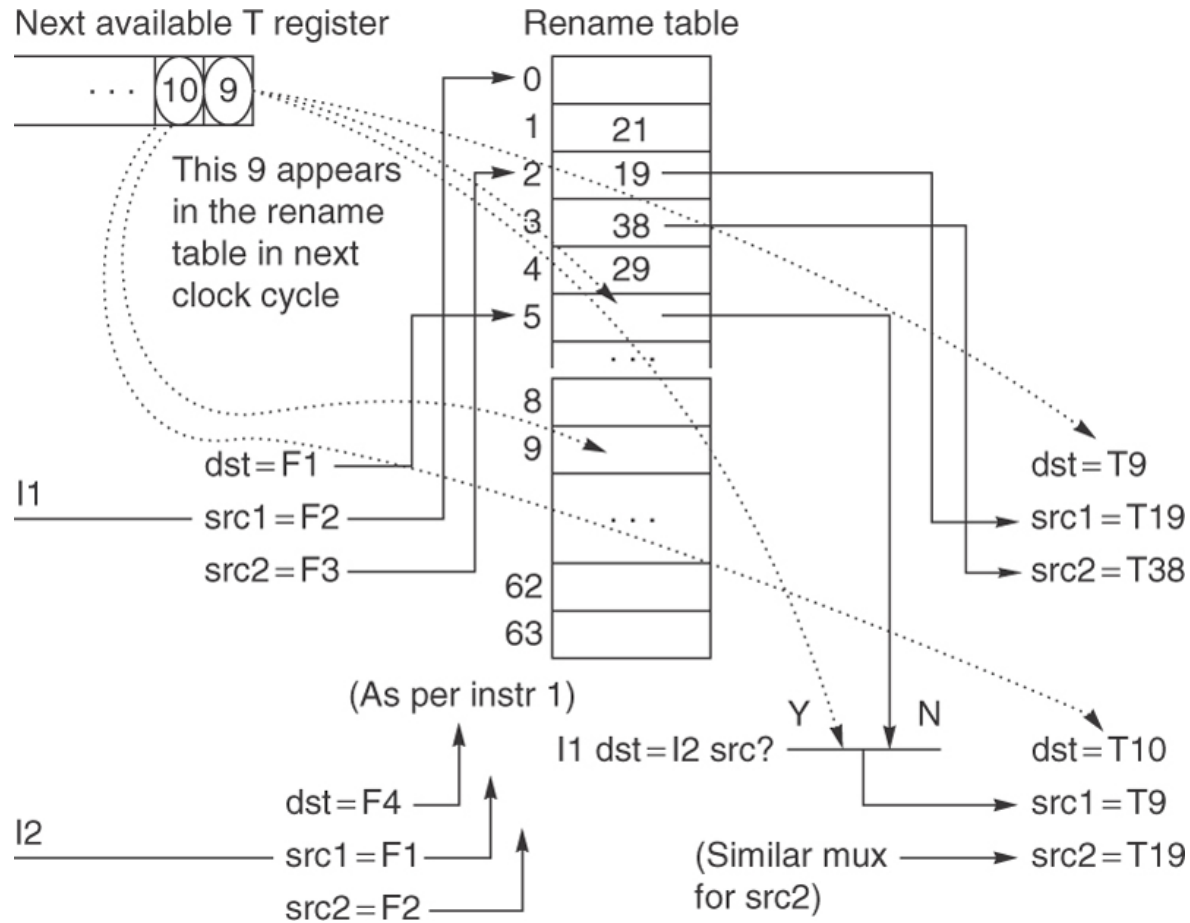 Next available T register
Rename table
· · · 10 9
This 9 appears
in the rename
table in next
clock cycle
0
1 21
2 19
3 38
4 29
5
· · ·
8
9
· · ·
62
63
I1
dst=F1
src1=F2
src2=F3
dst=T9
src1=T19
src2=T38
(As per instr 1)
Y N
I1 dst=I2 src?
I2
dst=F4
src1=F1
src2=F2
dst=T10
src1=T9
src2=T19
(Similar mux
for src2)